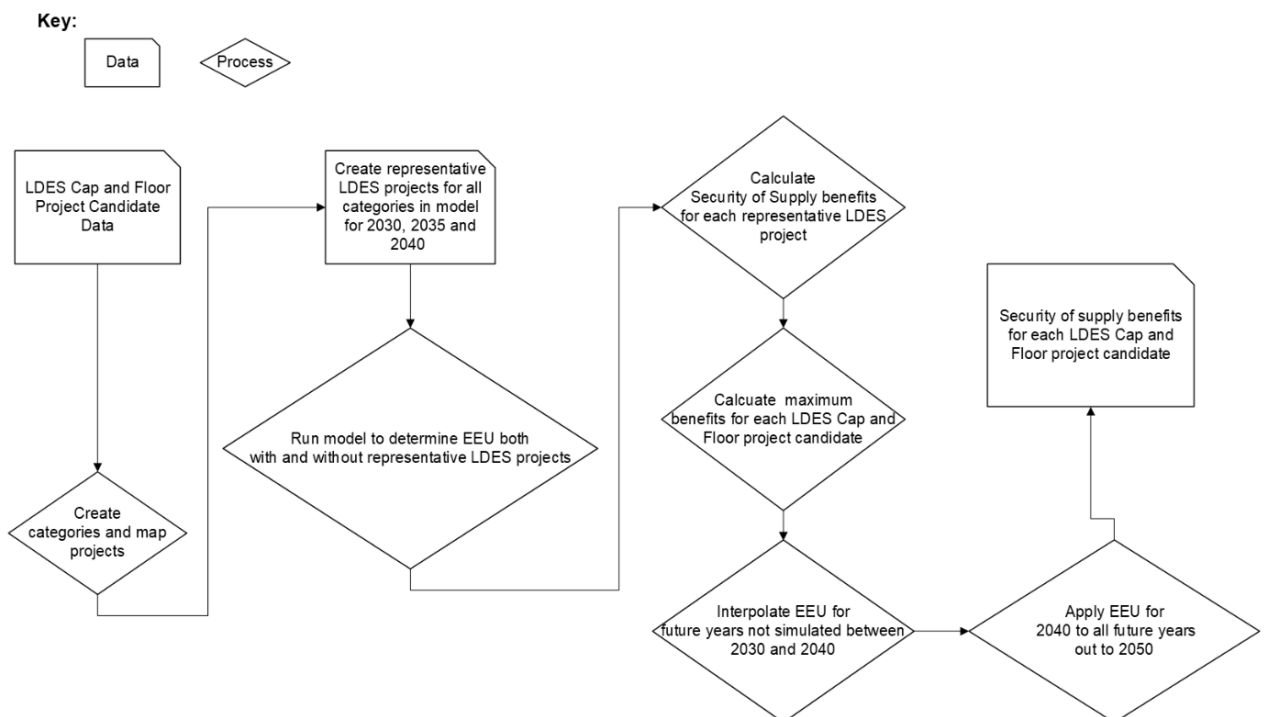 Key:
Data
Process
LDES Cap and Floor
Project Candidate
Data
Create
categories and map
projects
Create representative
LDES projects for all
categories in model
for 2030, 2035 and
2040
Run model to determine EEU both
with and without representative LDES projects
Calculate
Security of Supply benefits
for each representative LDES
project
Calcuate maximum
benefits for each LDES Cap and
Floor project candidate
Interpolate EEU for
future years not simulated between
2030 and 2040
Apply EEU for
2040 to all future years
out to 2050
Security of supply benefits
for each LDES Cap and
Floor project candidate